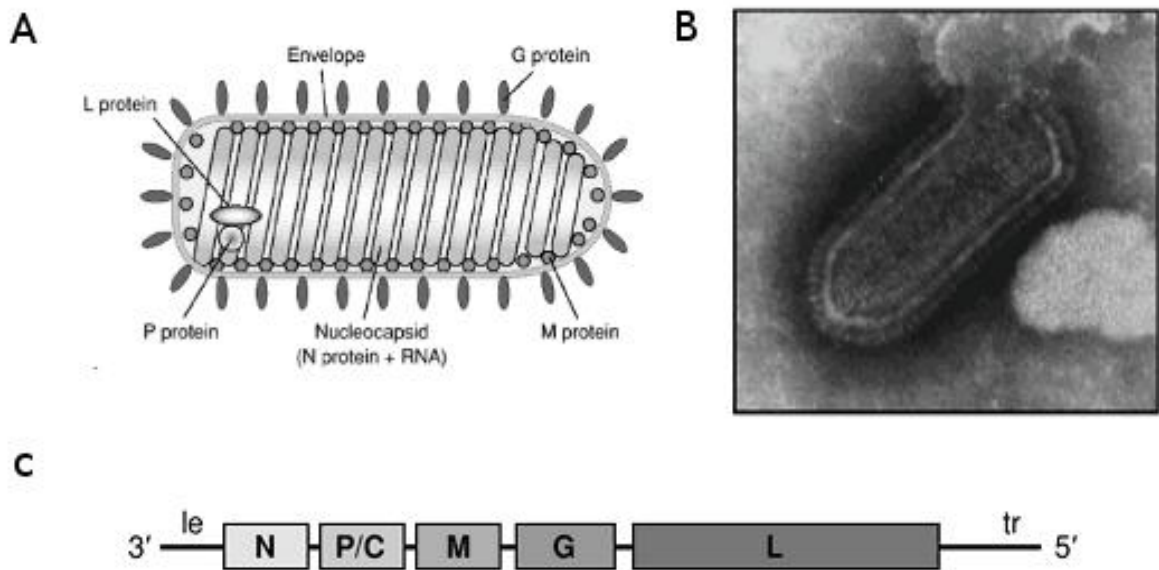 A
B
Envelope
G protein
L protein
P protein
Nucleocapsid
(N protein + RNA)
M protein
C
le
tr
3′
N
P/C
M
G
L
5′